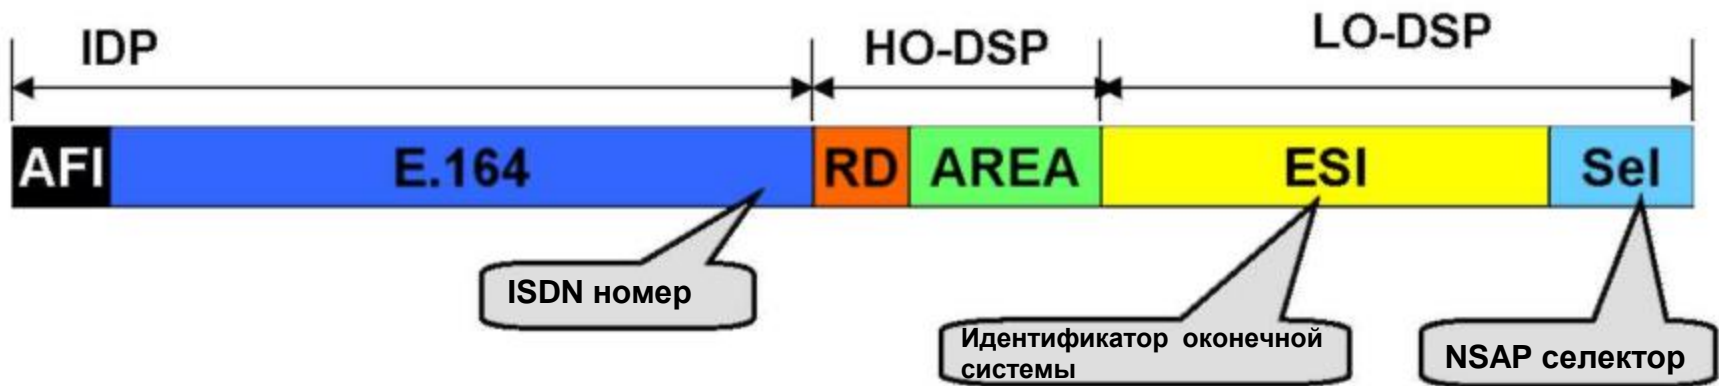 IDP
HO-DSP
LO-DSP
AFI
E.164
RD
AREA
ESI
Sel
ISDN номер
Идентификатор оконечной
системы
NSAP селектор